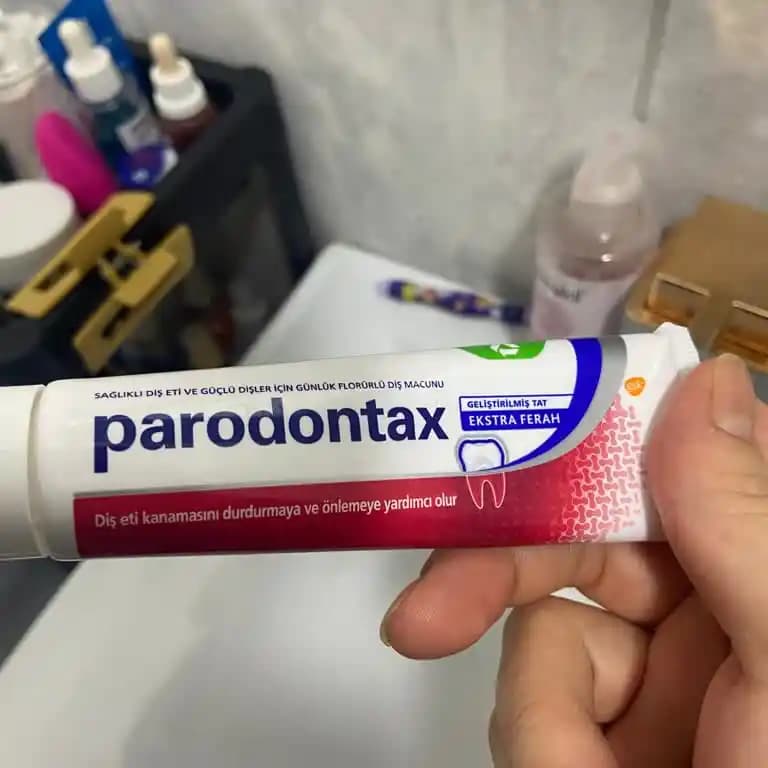 SAĞLIKLI DİŞ ETİ VE GÜÇLÜ DİŞLER İÇİN GÜNLÜK FLORÜRLÜ DİŞ MACUNU
parodontax
GELİŞTİRİLMİŞ TAT
EKSTRA FERAH
gsk
Diş eti kanamasını durdurmaya ve önlemeye yardımcı olur